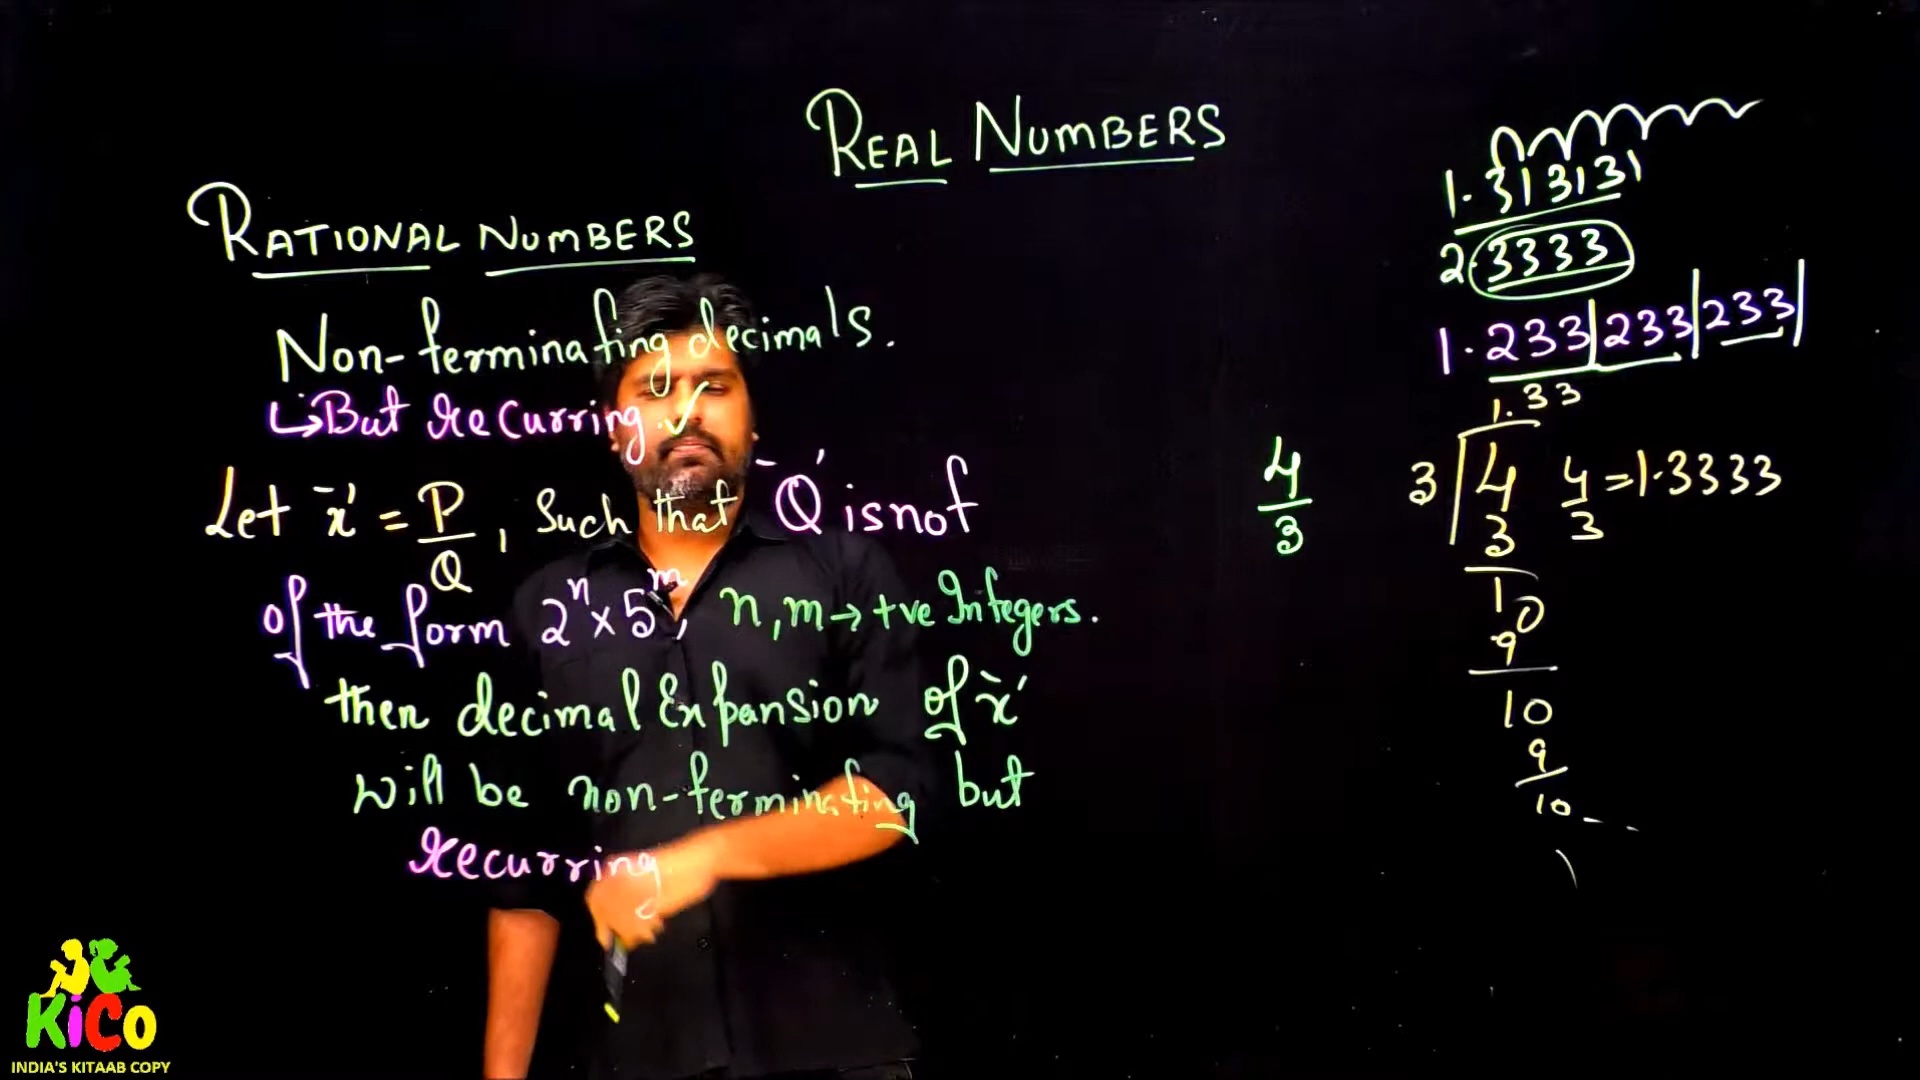 REAL NUMBERS
RATIONAL NUMBERS
Non-terminating decimals.
↳But recurring. ✓
Let 'x' = P/Q, such that 'Q' is not
of the form 2ⁿ×5ᵐ, n,m→+ve Integers.
then decimal Expansion of 'x'
will be non-terminating but
recurring.
1.313131
2.3333
1.233|233|233|
4/3
1.33
3 4 4/3=1.3333
3
10
9
10
9
10--
KiCo
INDIA'S KITAAB COPY